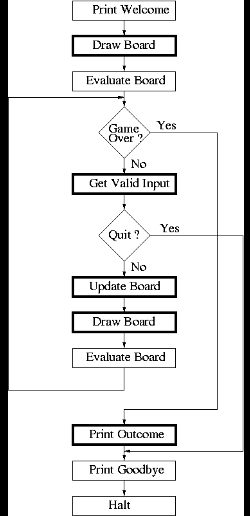 Print Welcome
Draw Board
Evaluate Board
Game
Over ?
Yes
No
Get Valid Input
Quit ?
Yes
No
Update Board
Draw Board
Evaluate Board
Print Outcome
Print Goodbye
Halt